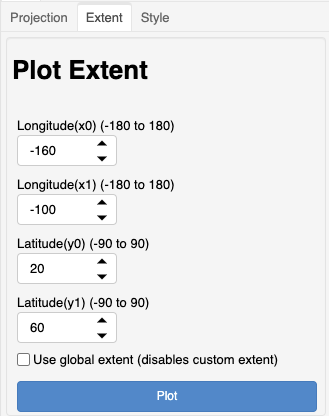 Projection Extent Style
Plot Extent
Longitude(x0) (-180 to 180)
-160
Longitude(x1) (-180 to 180)
-100
Latitude(y0) (-90 to 90)
20
Latitude(y1) (-90 to 90)
60
Use global extent (disables custom extent)
Plot